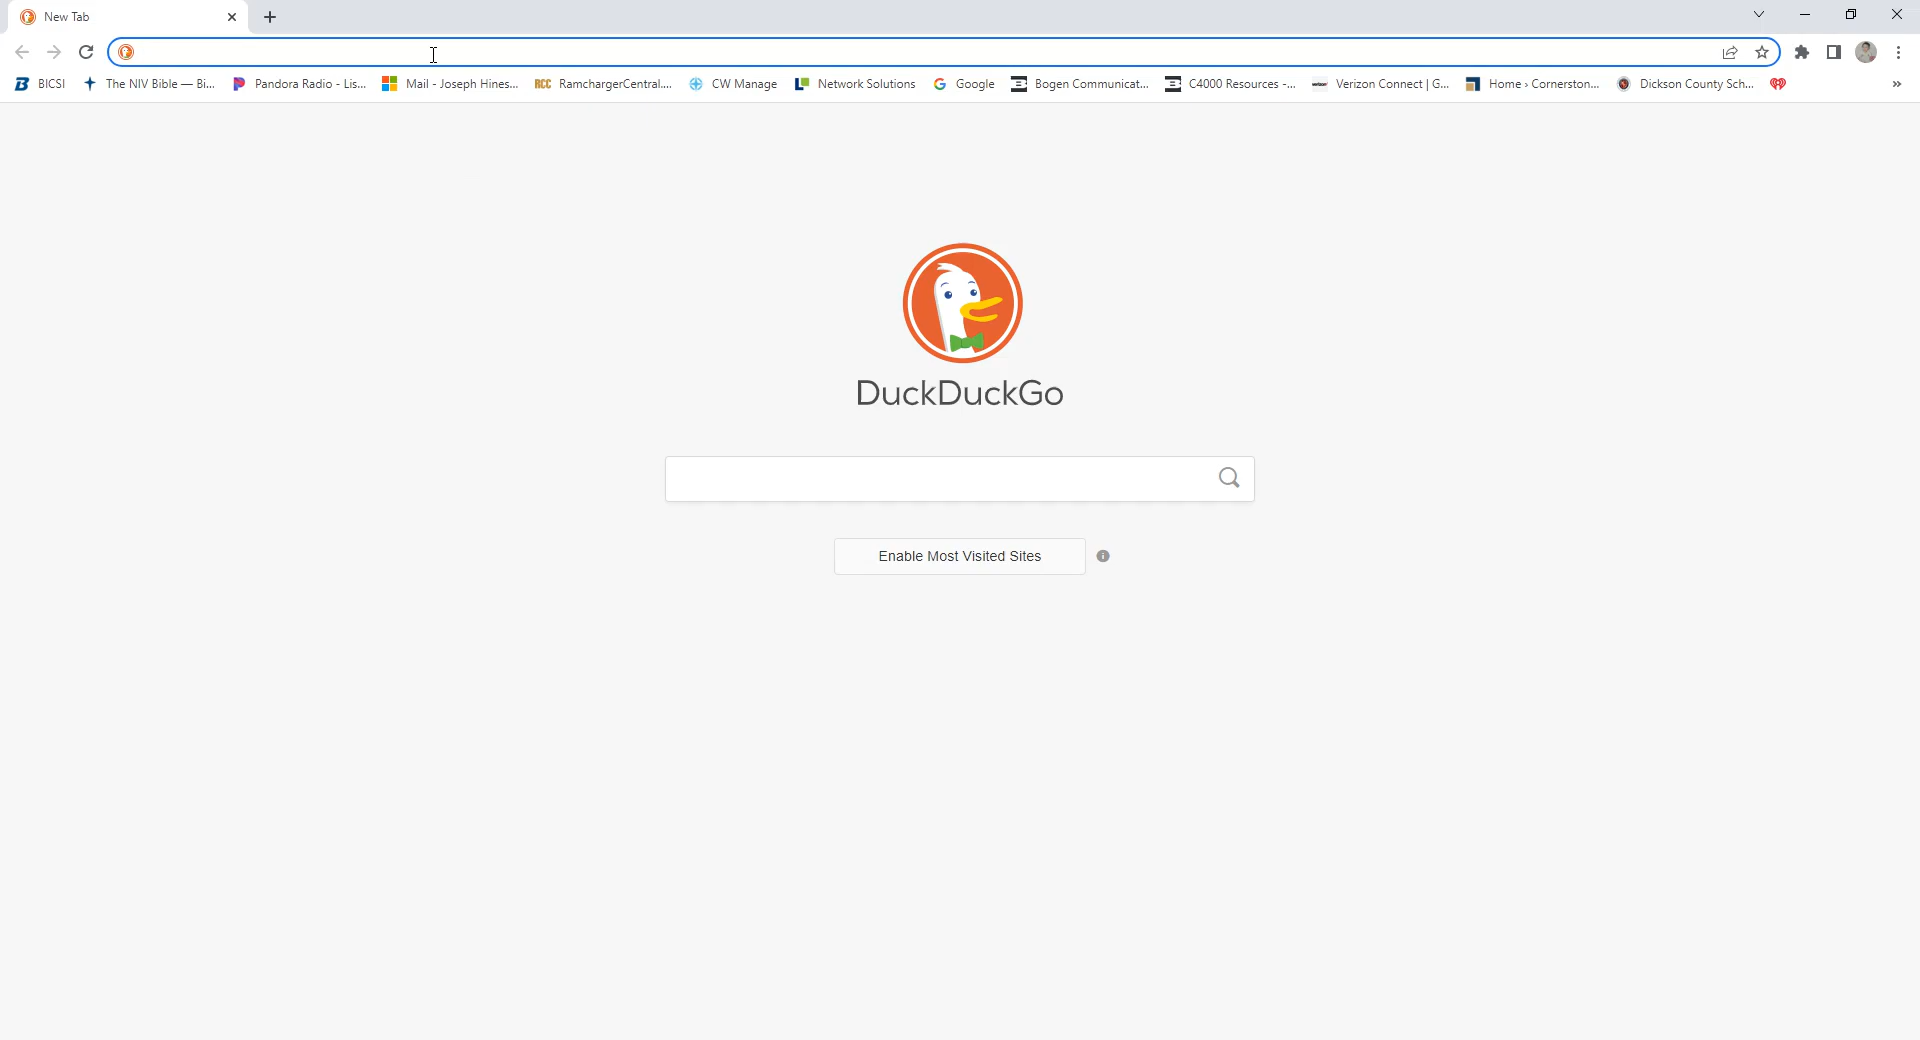 New Tab
BICSI The NIV Bible — Bi... Pandora Radio - Lis... Mail - Joseph Hines... RCC RamchargerCentral.... CW Manage Network Solutions Google Bogen Communicat... C4000 Resources -... Verizon Connect | G... Home › Cornerston... Dickson County Sch...
DuckDuckGo
Enable Most Visited Sites